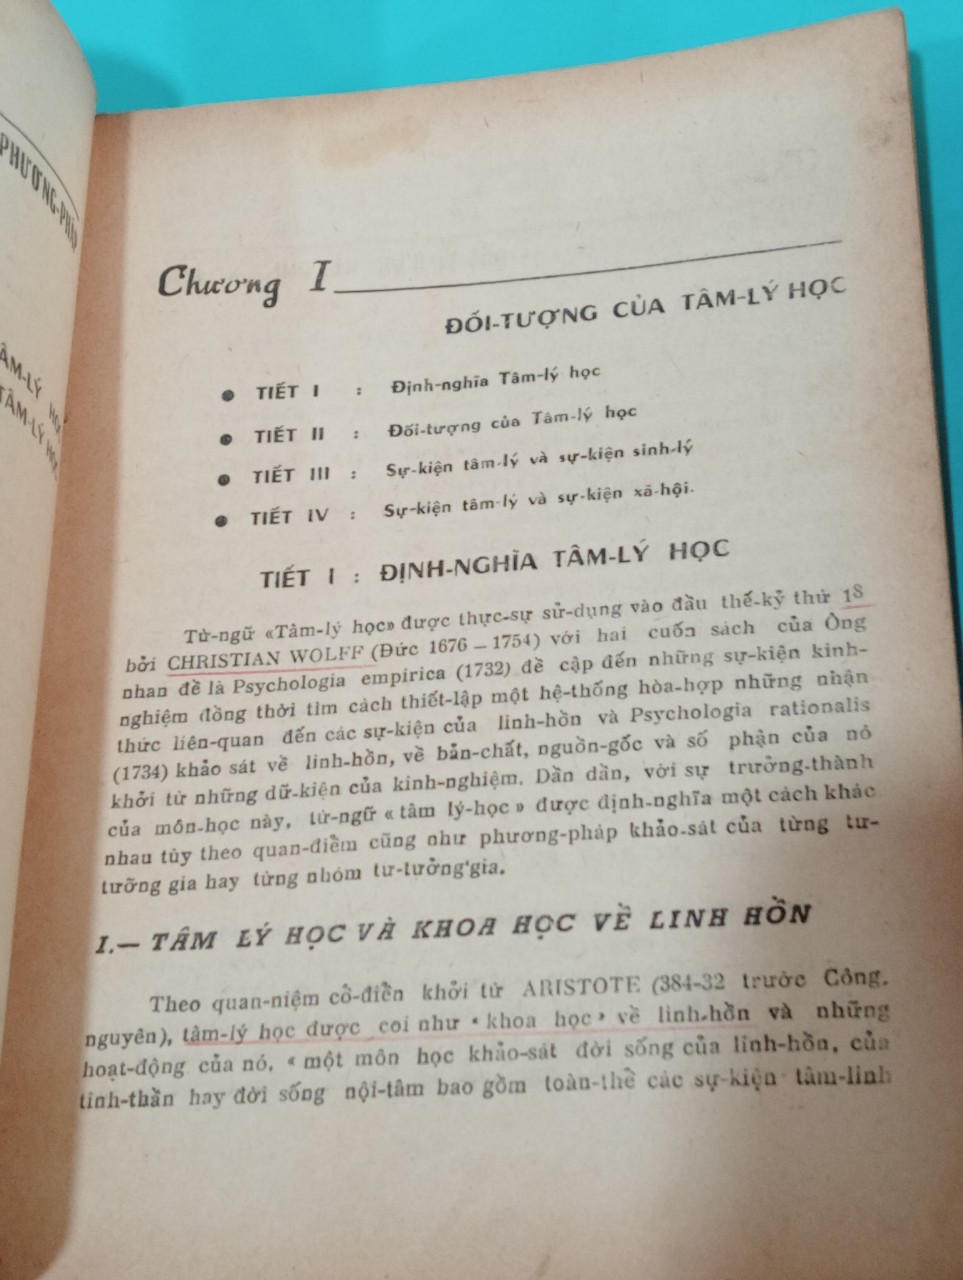 PHƯƠNG-PHÁP
ÂM-LÝ HỌC
TÂM-LÝ HỌC
Chương I
ĐỐI-TƯỢNG CỦA TÂM-LÝ HỌC
● TIẾT I : Định-nghĩa Tâm-lý học
● TIẾT II : Đối-tượng của Tâm-lý học
● TIẾT III : Sự-kiện tâm-lý và sự-kiện sinh-lý
● TIẾT IV : Sự-kiện tâm-lý và sự-kiện xã-hội.
TIẾT I : ĐỊNH-NGHĨA TÂM-LÝ HỌC
Từ-ngữ «Tâm-lý học» được thực-sự sử-dụng vào đầu thế-kỷ thứ 18
bởi CHRISTIAN WOLFF (Đức 1676 – 1754) với hai cuốn sách của Ông
nhan đề là Psychologia empirica (1732) đề cập đến những sự-kiện kinh-
nghiệm đồng thời tìm cách thiết-lập một hệ-thống hòa-hợp những nhận
thức liên-quan đến các sự-kiện của linh-hồn và Psychologia rationalis
(1734) khảo sát về linh-hồn, về bản-chất, nguồn-gốc và số phận của nó
khởi từ những dữ-kiện của kinh-nghiệm. Dần dần, với sự trưởng-thành
của môn-học này, từ-ngữ « tâm lý-học » được định-nghĩa một cách khác
nhau tùy theo quan-điểm cũng như phương-pháp khảo-sát của từng tư-
tưỡng gia hay từng nhóm tư-tưởng'gia.
I.— TÂM LÝ HỌC VÀ KHOA HỌC VỀ LINH HỒN
Theo quan-niệm cổ-điển khởi từ ARISTOTE (384-32 trước Công.
nguyên), tâm-lý học được coi như « khoa học » về linh-hồn và những
hoạt-động của nó. « một môn học khảo-sát đời sống của linh-hồn, của
tinh-thần hay đời sống nội-tâm bao gồm toàn-thể các sự-kiện tâm-linh